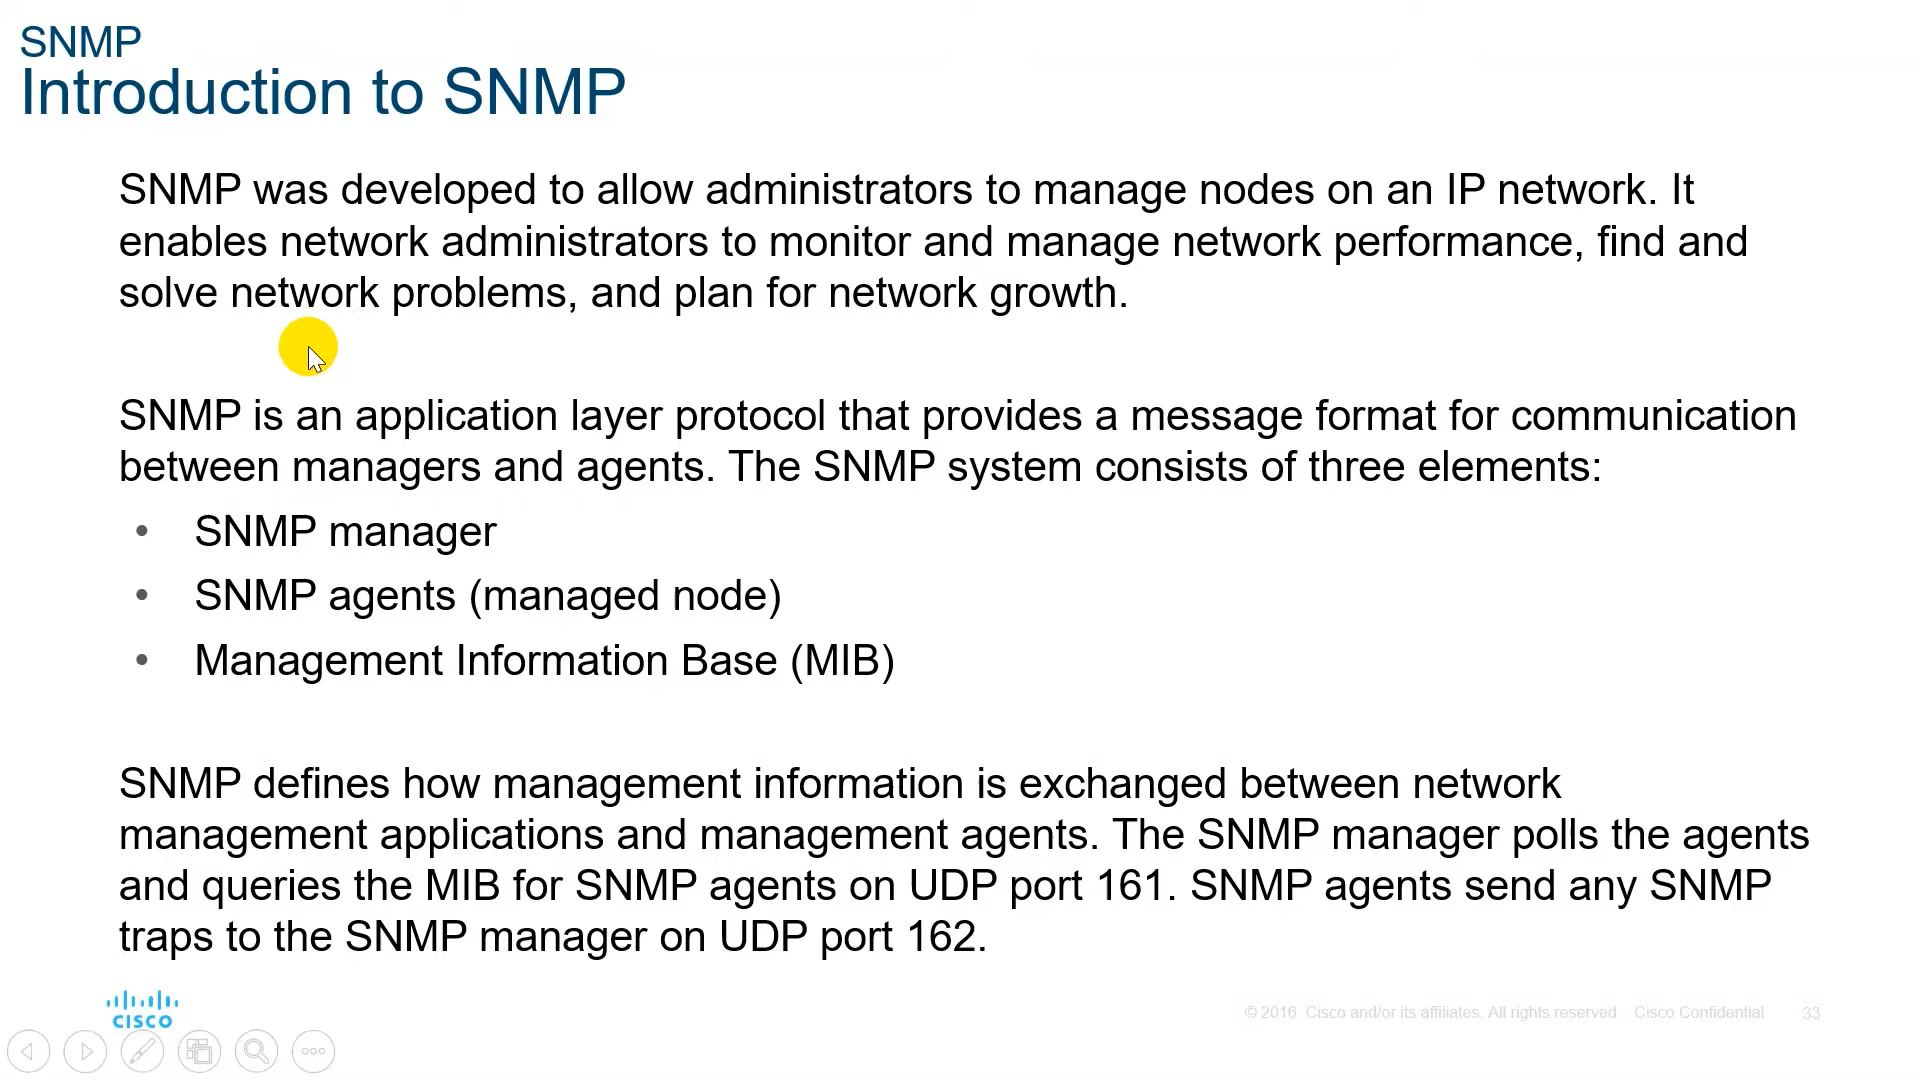 SNMP
Introduction to SNMP
SNMP was developed to allow administrators to manage nodes on an IP network. It
enables network administrators to monitor and manage network performance, find and
solve network problems, and plan for network growth.
SNMP is an application layer protocol that provides a message format for communication
between managers and agents. The SNMP system consists of three elements:
• SNMP manager
• SNMP agents (managed node)
• Management Information Base (MIB)
SNMP defines how management information is exchanged between network
management applications and management agents. The SNMP manager polls the agents
and queries the MIB for SNMP agents on UDP port 161. SNMP agents send any SNMP
traps to the SNMP manager on UDP port 162.
CISCO
© 2016 Cisco and/or its affiliates. All rights reserved. Cisco Confidential 33